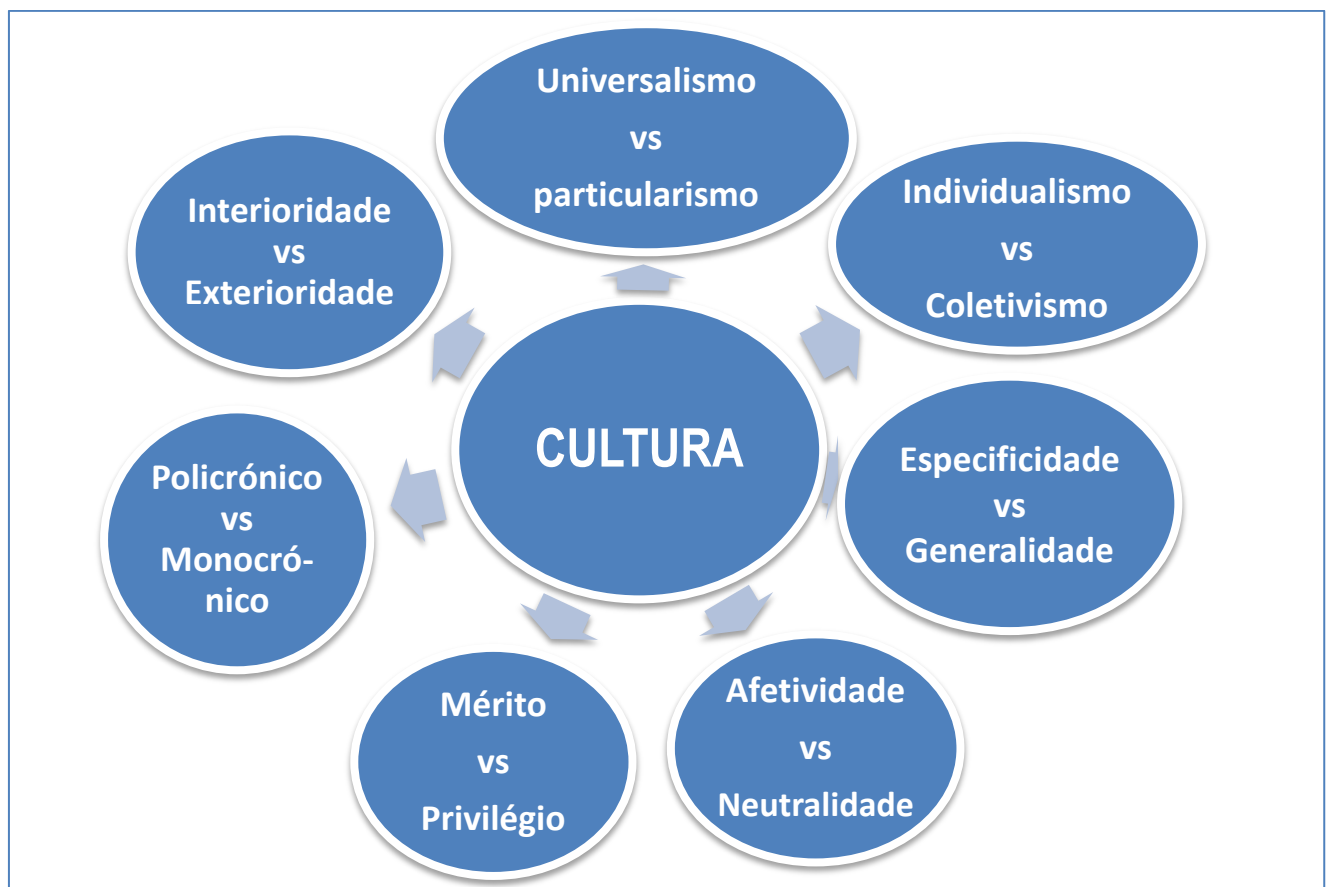 Universalismo
vs
particularismo
Individualismo
vs
Coletivismo
Especificidade
vs
Generalidade
Afetividade
vs
Neutralidade
Mérito
vs
Privilégio
Policrónico
vs
Monocró-
nico
Interioridade
vs
Exterioridade
CULTURA